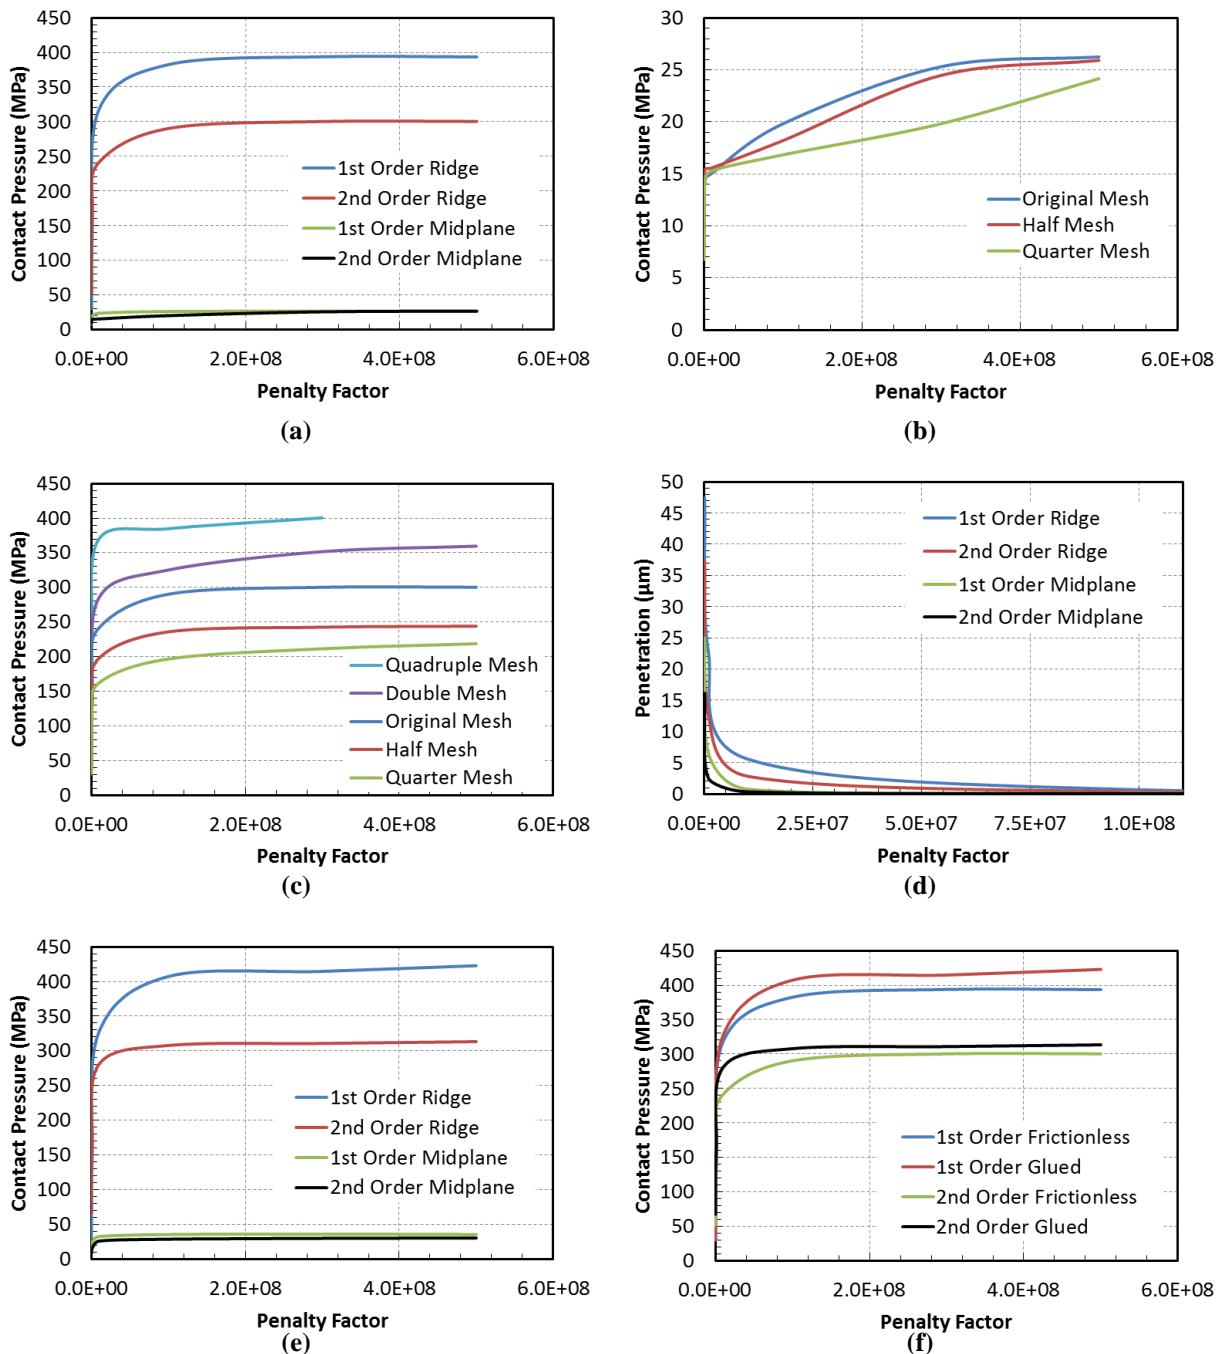 450
400
350
300
250
200
150
100
50
0
Contact Pressure (MPa)
1st Order Ridge
2nd Order Ridge
1st Order Midplane
2nd Order Midplane
0.0E+00 2.0E+08 4.0E+08 6.0E+08
Penalty Factor
(a)
30
25
20
15
10
5
0
Contact Pressure (MPa)
Original Mesh
Half Mesh
Quarter Mesh
0.0E+00 2.0E+08 4.0E+08 6.0E+08
Penalty Factor
(b)
450
400
350
300
250
200
150
100
50
0
Contact Pressure (MPa)
Quadruple Mesh
Double Mesh
Original Mesh
Half Mesh
Quarter Mesh
0.0E+00 2.0E+08 4.0E+08 6.0E+08
Penalty Factor
(c)
50
45
40
35
30
25
20
15
10
5
0
Penetration (µm)
1st Order Ridge
2nd Order Ridge
1st Order Midplane
2nd Order Midplane
0.0E+00 2.5E+07 5.0E+07 7.5E+07 1.0E+08
Penalty Factor
(d)
450
400
350
300
250
200
150
100
50
0
Contact Pressure (MPa)
1st Order Ridge
2nd Order Ridge
1st Order Midplane
2nd Order Midplane
0.0E+00 2.0E+08 4.0E+08 6.0E+08
Penalty Factor
(e)
450
400
350
300
250
200
150
100
50
0
Contact Pressure (MPa)
1st Order Frictionless
1st Order Glued
2nd Order Frictionless
2nd Order Glued
0.0E+00 2.0E+08 4.0E+08 6.0E+08
Penalty Factor
(f)